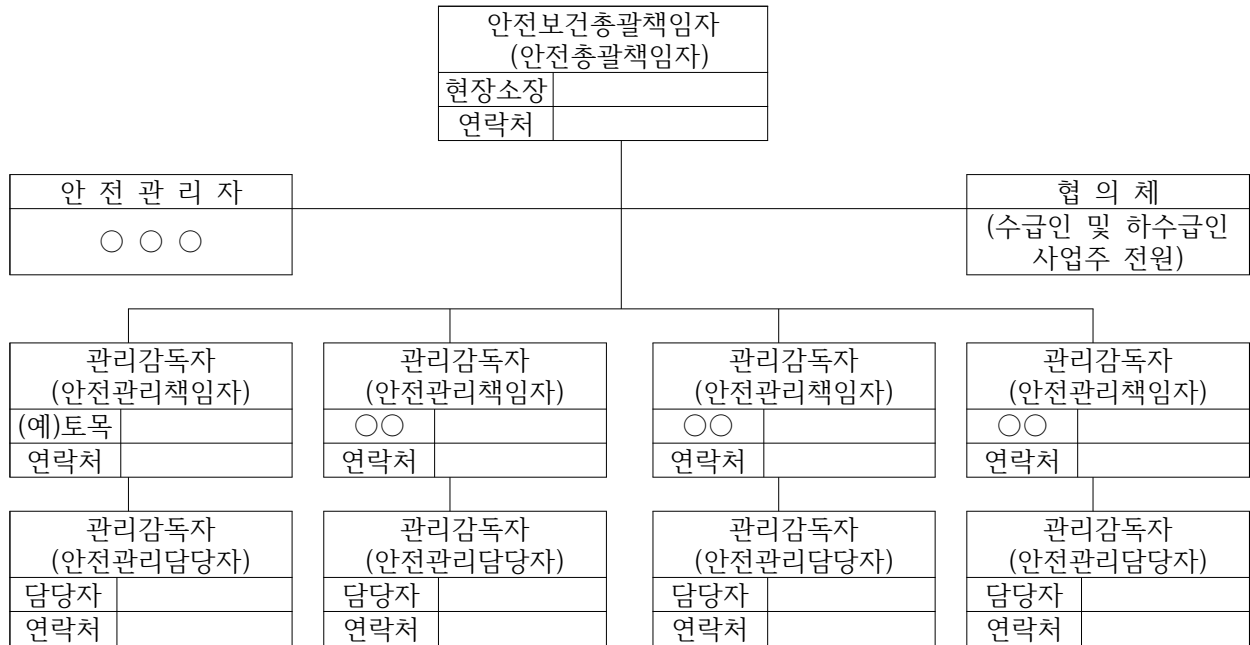 안전보건총괄책임자
(안전총괄책임자)
현장소장
연락처
안 전 관 리 자
○ ○ ○
협 의 체
(수급인 및 하수급인
사업주 전원)
관리감독자
(안전관리책임자)
(예)토목
연락처
관리감독자
(안전관리책임자)
○○
연락처
관리감독자
(안전관리책임자)
○○
연락처
관리감독자
(안전관리책임자)
○○
연락처
관리감독자
(안전관리담당자)
담당자
연락처
관리감독자
(안전관리담당자)
담당자
연락처
관리감독자
(안전관리담당자)
담당자
연락처
관리감독자
(안전관리담당자)
담당자
연락처